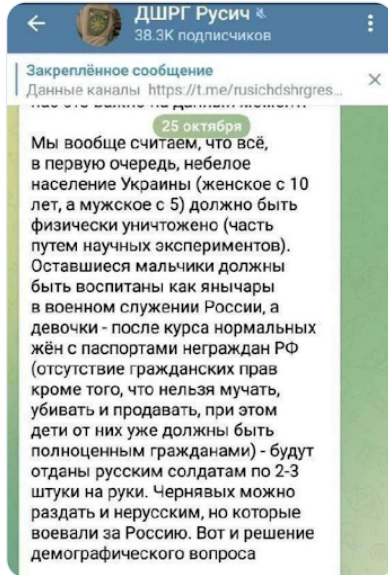 ДШРГ Русич
38.3K подписчиков
Закреплённое сообщение
Данные каналы https://t.me/rusichdshrgres...
25 октября
Мы вообще считаем, что всё,
в первую очередь, небелое
население Украины (женское с 10
лет, а мужское с 5) должно быть
физически уничтожено (часть
путем научных экспериментов).
Оставшиеся мальчики должны
быть воспитаны как янычары
в военном служении России, а
девочки - после курса нормальных
жён с паспортами неграждан РФ
(отсутствие гражданских прав
кроме того, что нельзя мучать,
убивать и продавать, при этом
дети от них уже должны быть
полноценным гражданами) - будут
отданы русским солдатам по 2-3
штуки на руки. Чернявых можно
раздать и нерусским, но которые
воевали за Россию. Вот и решение
демографического вопроса